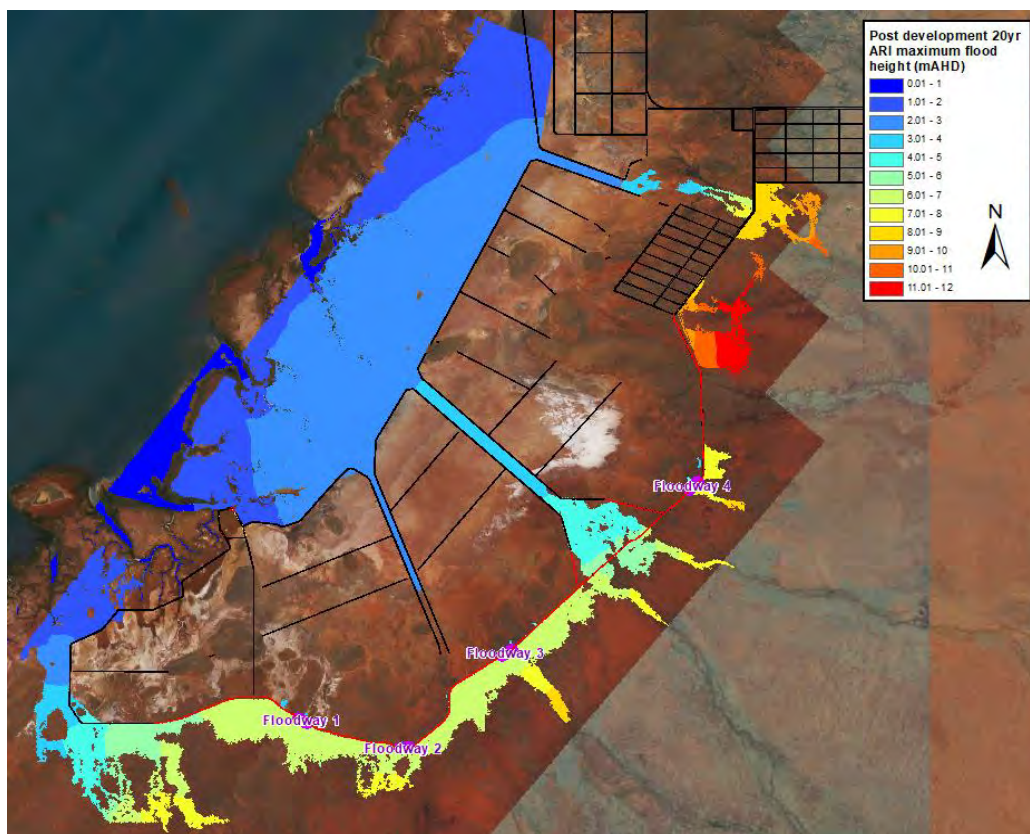 Post development 20yr
ARI maximum flood
height (mAHD)
0.01 - 1
1.01 - 2
2.01 - 3
3.01 - 4
4.01 - 5
5.01 - 6
6.01 - 7
7.01 - 8
8.01 - 9
9.01 - 10
10.01 - 11
11.01 - 12
N
Floodway 4
Floodway 3
Floodway 1
Floodway 2